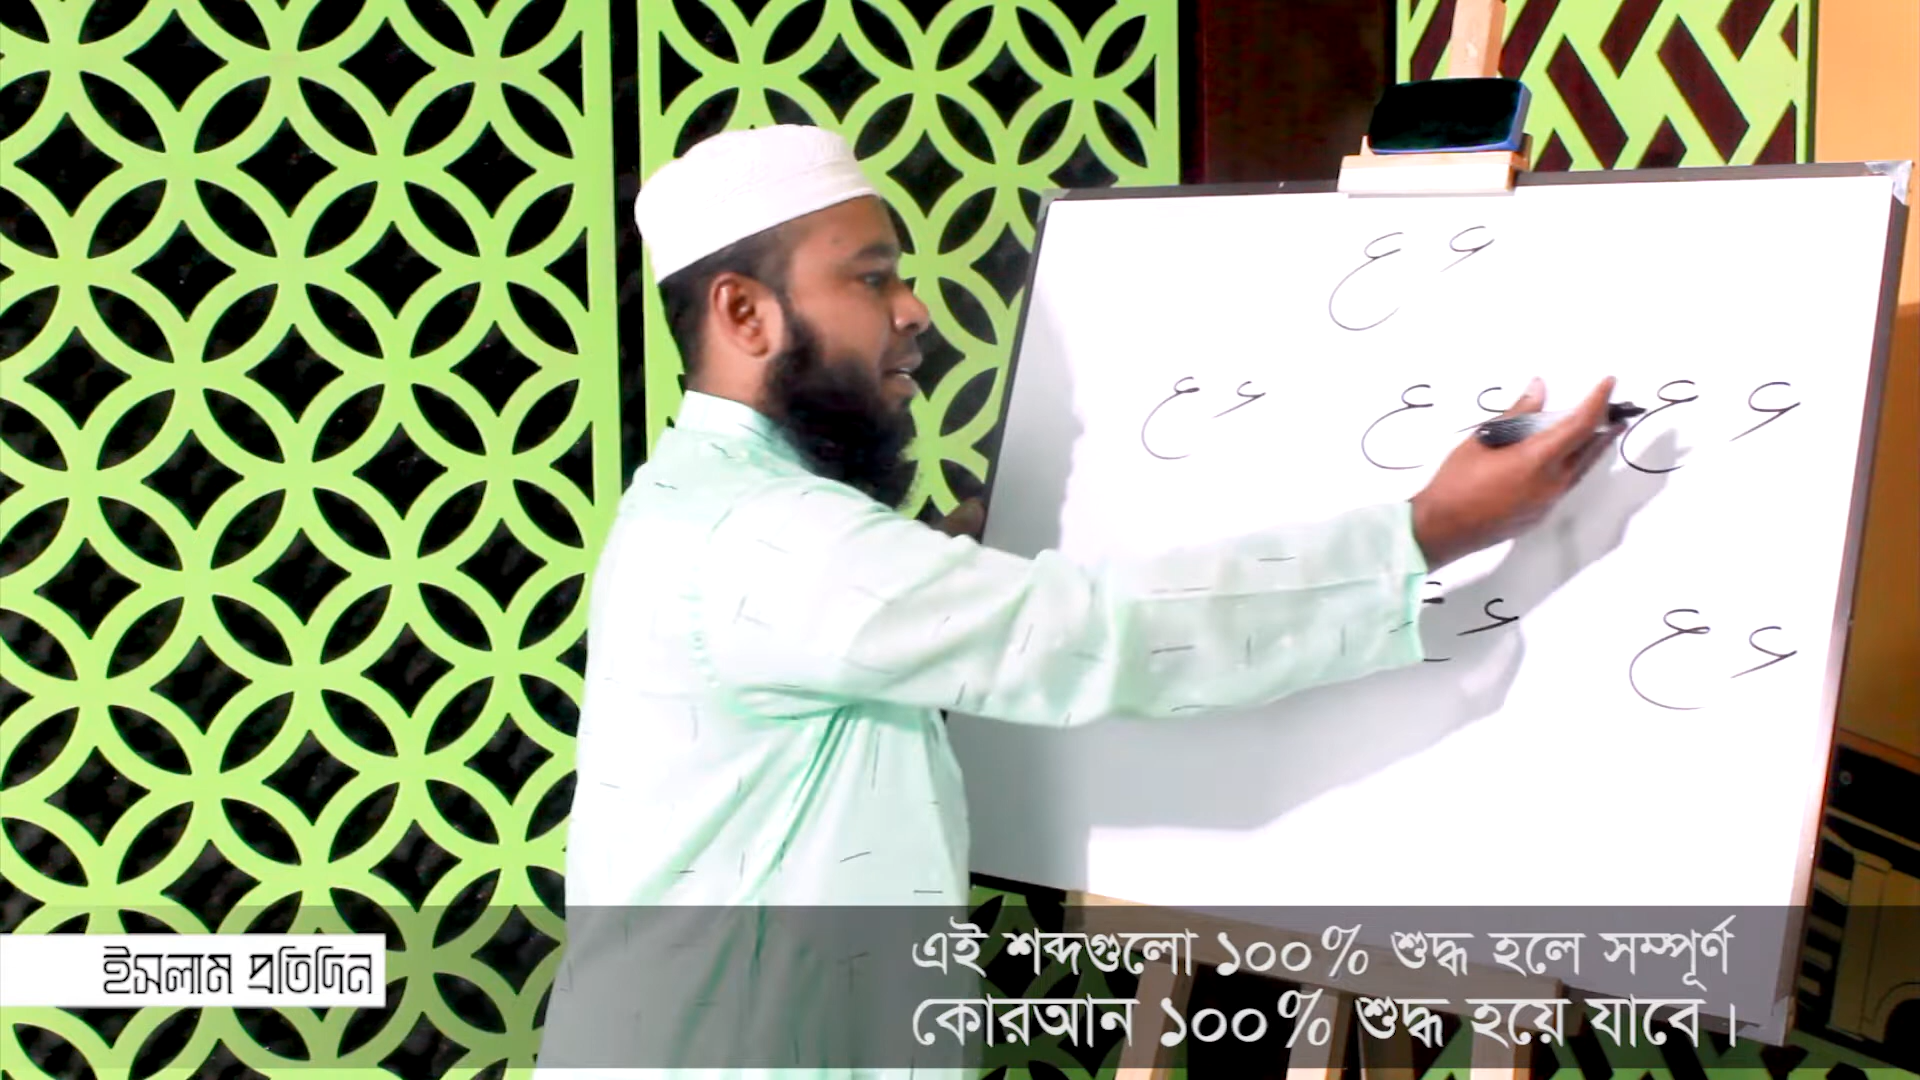 ع ء
ع ء ع ء ع ء
ء ع ء
ইসলাম প্রতিদিন
এই শব্দগুলো ১০০% শুদ্ধ হলে সম্পূর্ণ
কোরআন ১০০% শুদ্ধ হয়ে যাবে।